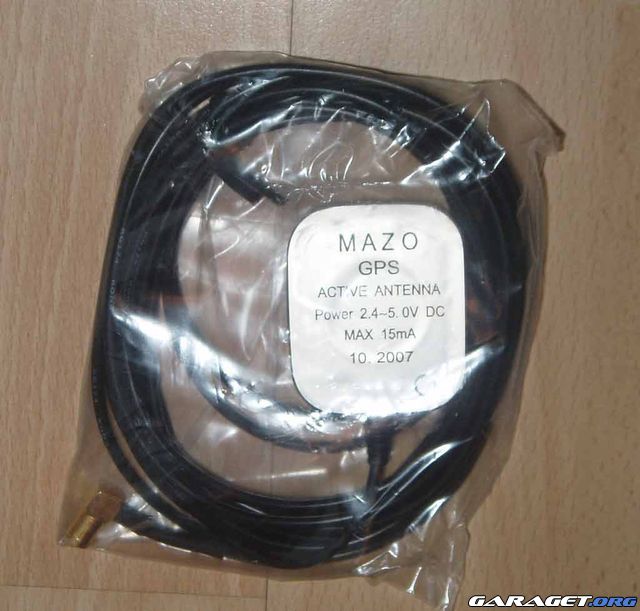 MAZO
GPS
ACTIVE ANTENNA
Power 2.4~5.0V DC
MAX 15mA
10.2007
GARAGET.ORG